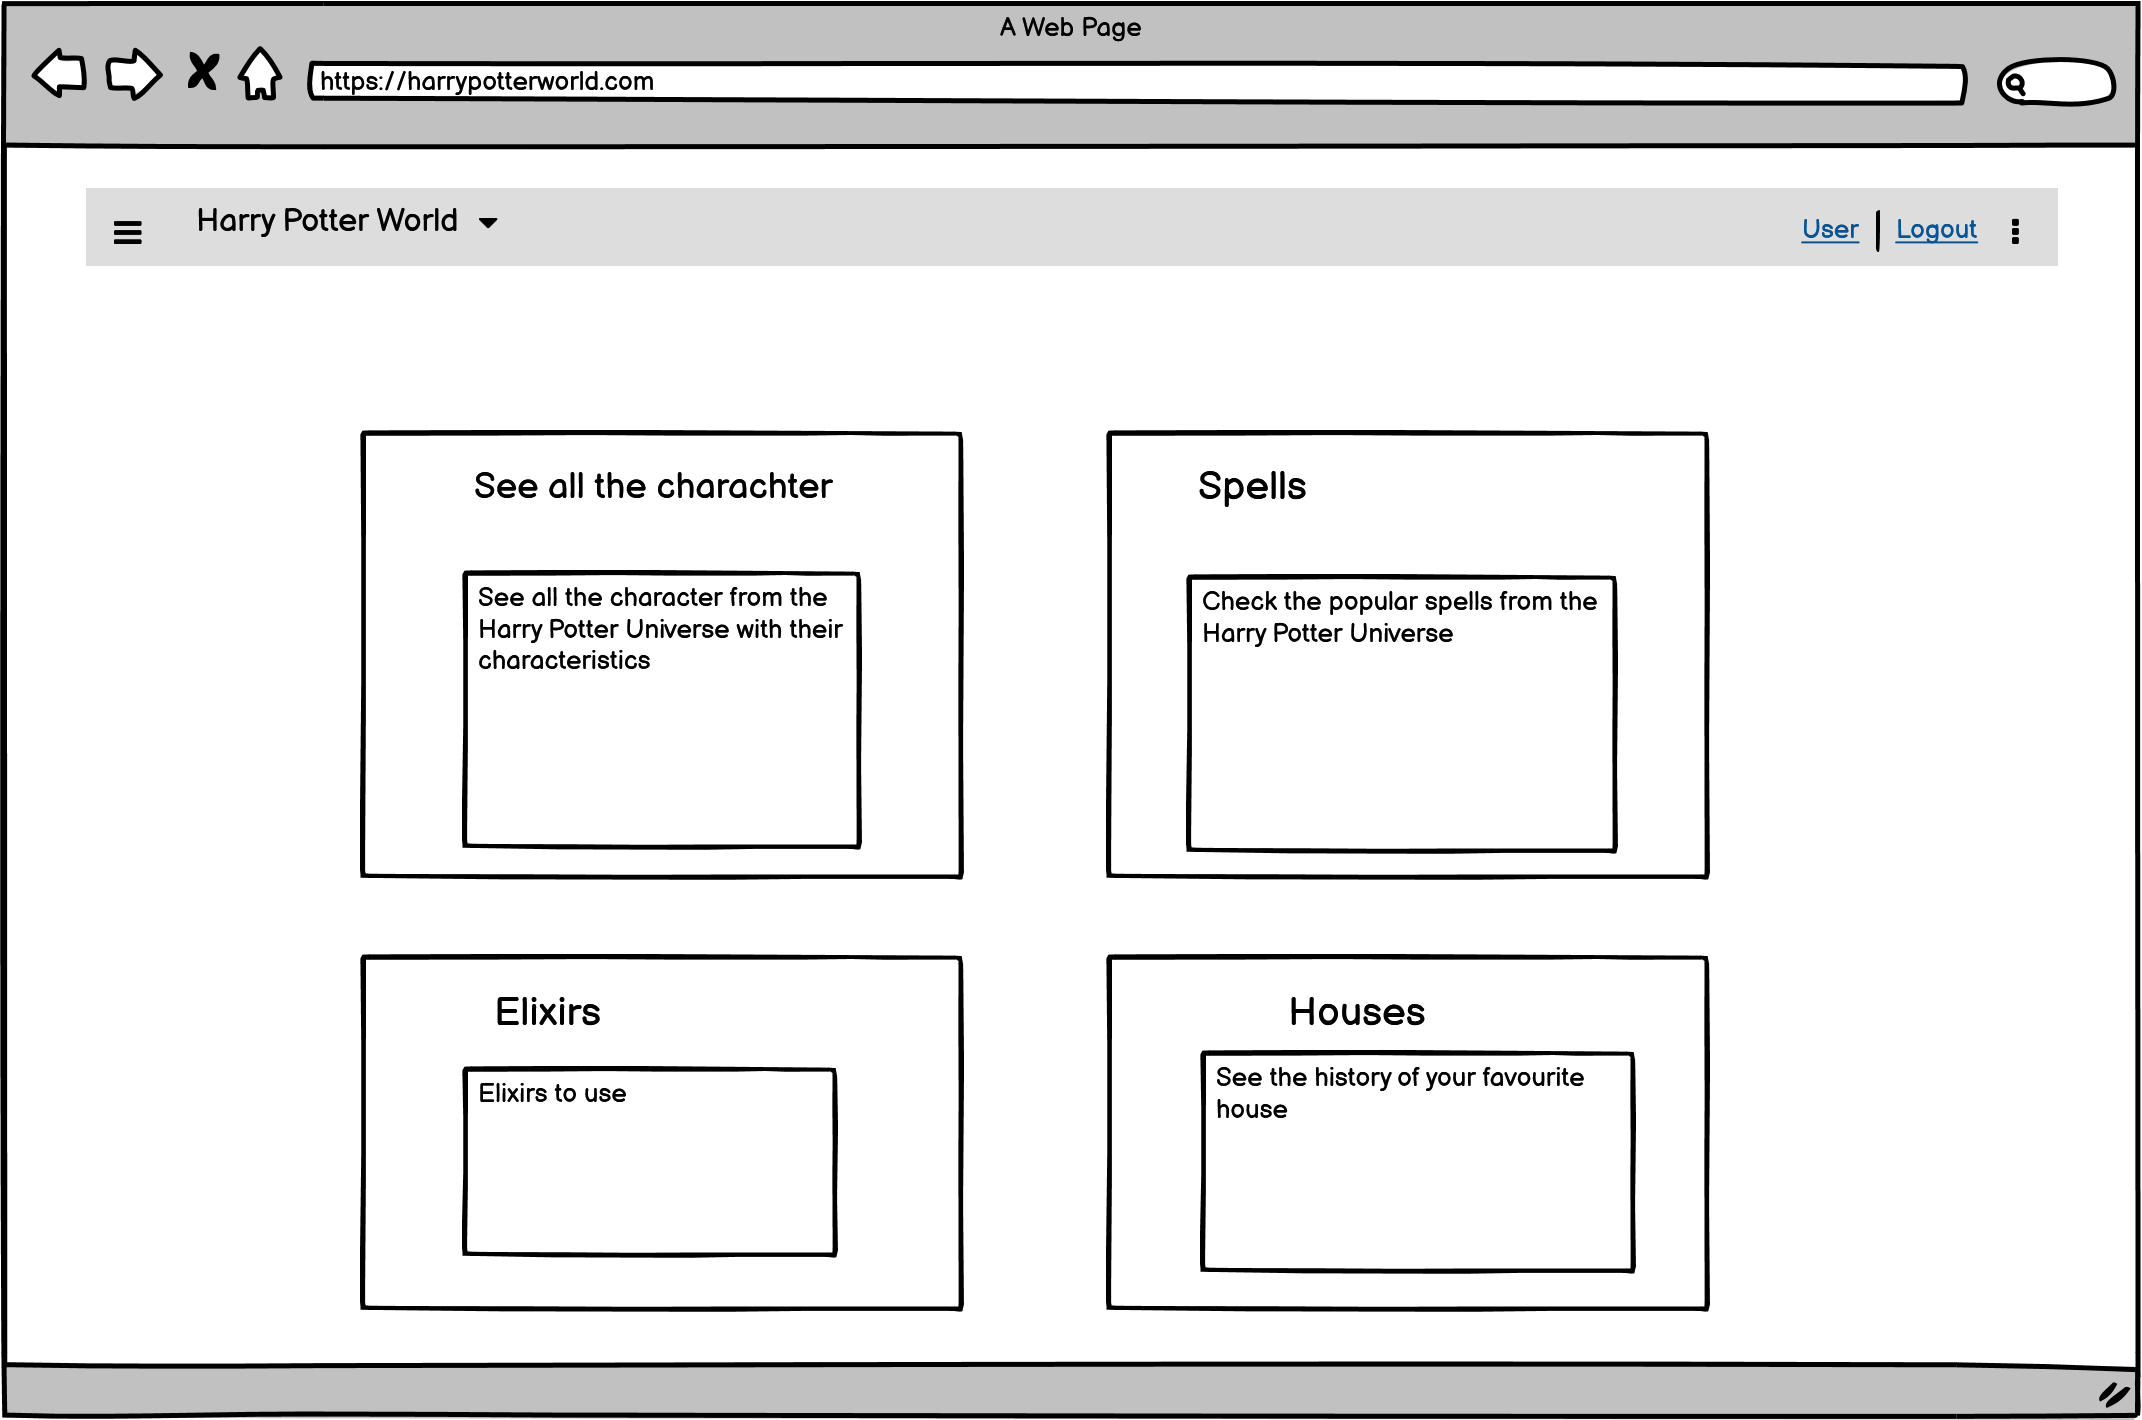 A Web Page
https://harrypotterworld.com
Harry Potter World
User
Logout
See all the charachter
See all the character from the
Harry Potter Universe with their
characteristics
Spells
Check the popular spells from the
Harry Potter Universe
Elixirs
Elixirs to use
Houses
See the history of your favourite
house